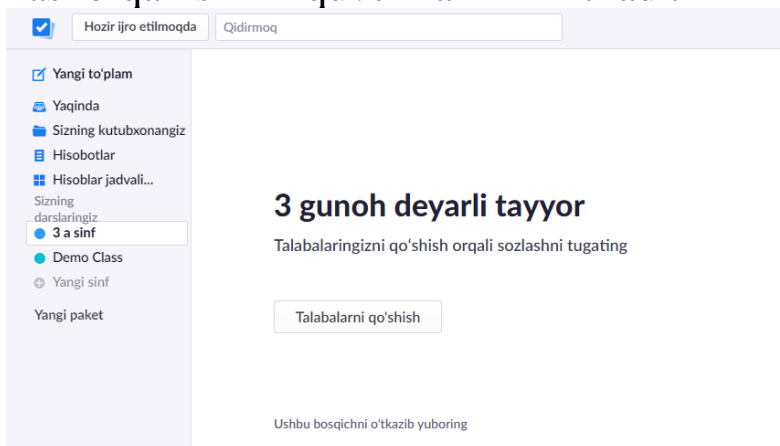 Hozir ijro etilmoqda
Qidirmoq
Yangi to'plam
Yaqinda
Sizning kutubxonangiz
Hisobotlar
Hisoblar jadvali...
Sizning
darslaringiz
3 a sinf
Demo Class
Yangi sinf
Yangi paket
3 gunoh deyarli tayyor
Talabalaringizni qo'shish orqali sozlashni tugating
Talabalarni qo'shish
Ushbu bosqichni o'tkazib yuboring